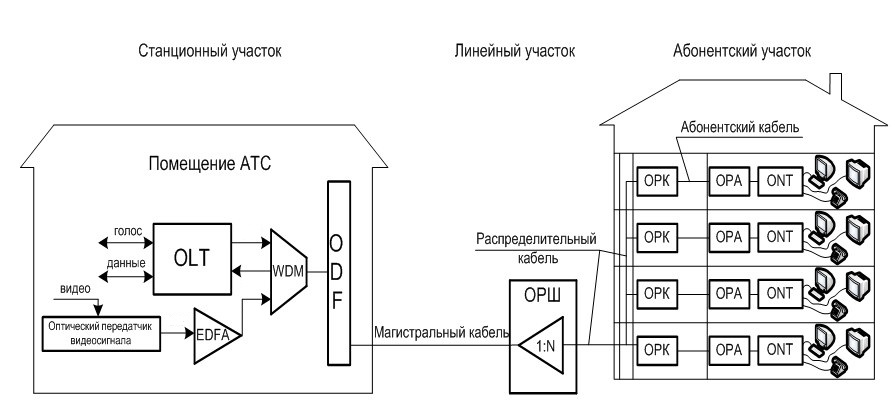 Станционный участок
Линейный участок
Абонентский участок
Помещение АТС
голос
данные
видео
OLT
WDM
O
D
F
Оптический передатчик
видеосигнала
EDFA
Магистральный кабель
ОРШ
1:N
Распределительный
кабель
Абонентский кабель
ОРК ОРА ONT
ОРК ОРА ONT
ОРК ОРА ONT
ОРК ОРА ONT